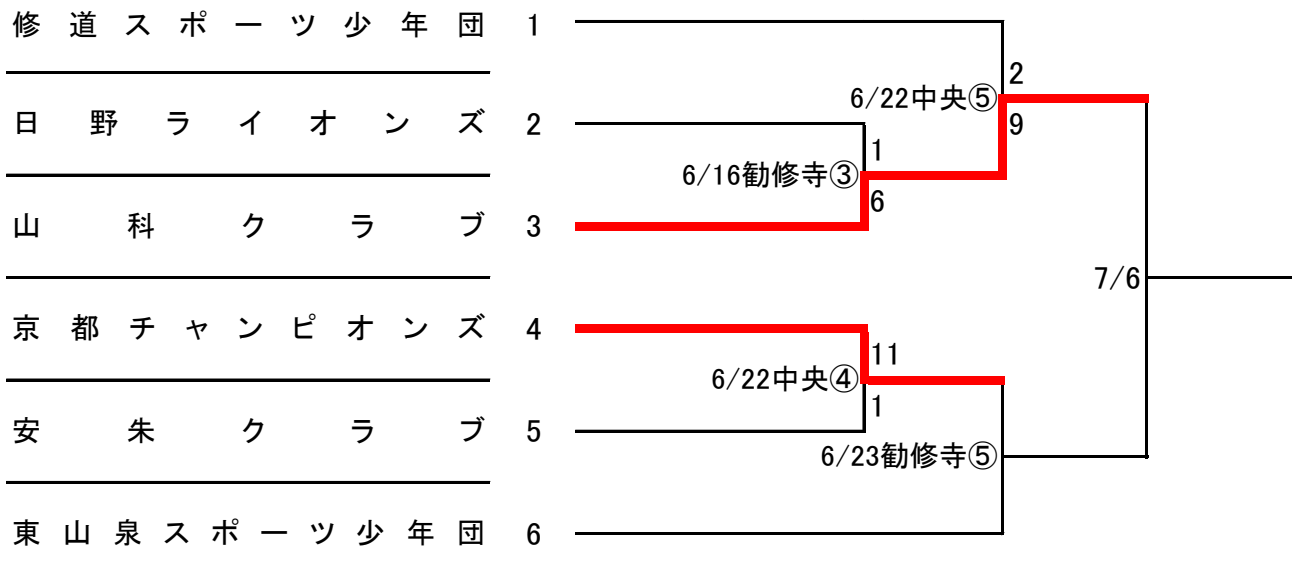 修道スポーツ少年団 1
2
6/22中央⑤
9
日野ライオンズ 2
1
6/16勧修寺③
6
山科クラブ 3
7/6
京都チャンピオンズ 4
11
6/22中央④
1
安朱クラブ 5
6/23勧修寺⑤
東山泉スポーツ少年団 6